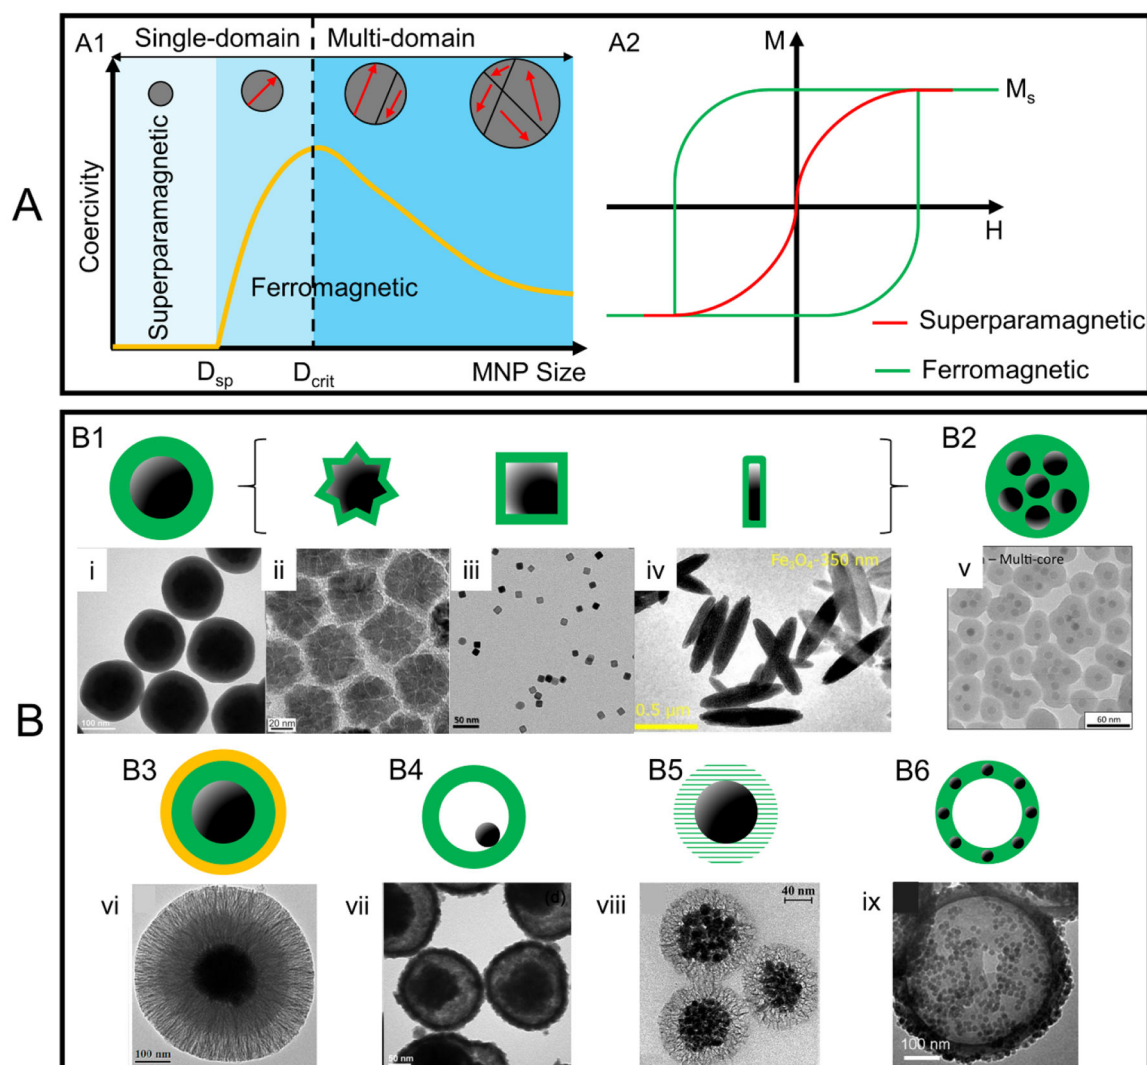 A
A1
Single-domain
Multi-domain
Coercivity
Superparamagnetic
Ferromagnetic
D_sp
D_crit
MNP Size
A2
M
M_s
H
Superparamagnetic
Ferromagnetic
B
B1
B2
i
100 nm
ii
20 nm
iii
50 nm
iv
Fe₃O₄-350 nm
0.5 µm
v
– Multi-core
60 nm
B3
B4
B5
B6
vi
100 nm
vii
(d)
50 nm
viii
40 nm
ix
100 nm